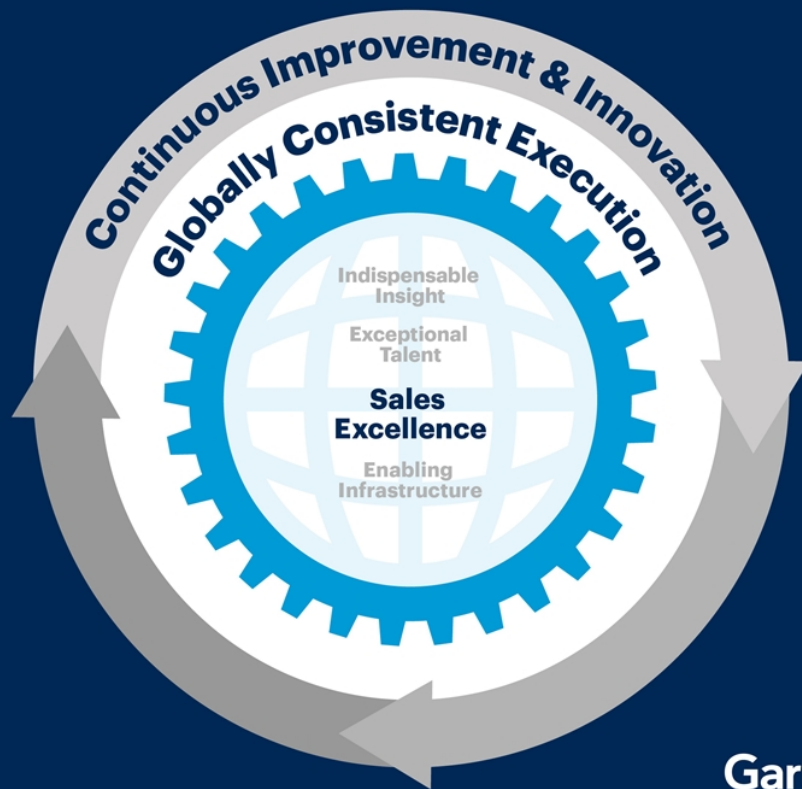 Continuous Improvement & Innovation
Globally Consistent Execution
Indispensable
Insight
Exceptional
Talent
Sales
Excellence
Enabling
Infrastructure
Gar